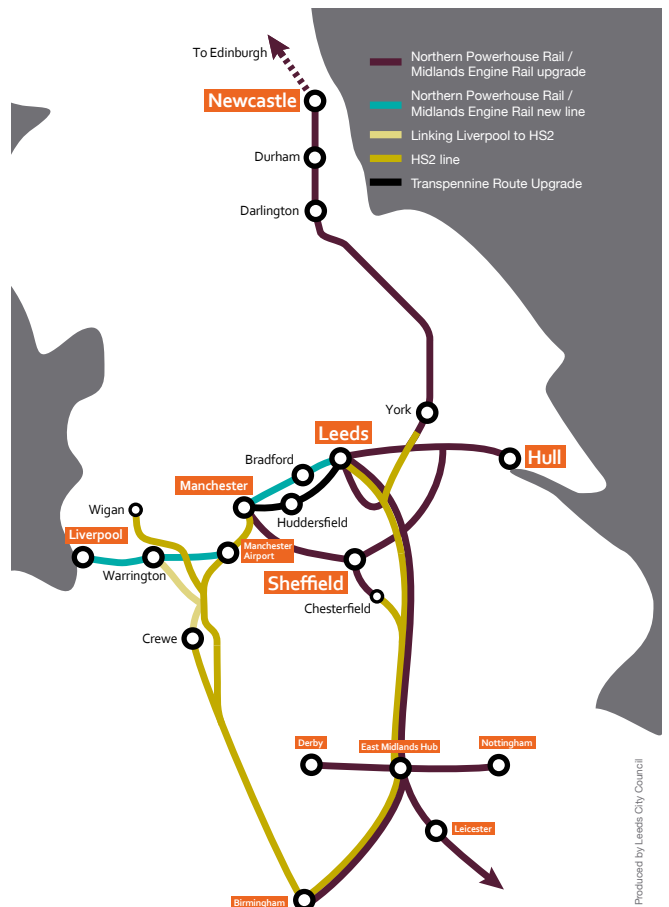 To Edinburgh
Newcastle
Northern Powerhouse Rail /
Midlands Engine Rail upgrade
Northern Powerhouse Rail /
Midlands Engine Rail new line
Linking Liverpool to HS2
HS2 line
Transpennine Route Upgrade
Durham
Darlington
York
Leeds
Hull
Bradford
Manchester
Huddersfield
Wigan
Liverpool
Manchester
Airport
Warrington
Sheffield
Chesterfield
Crewe
Derby
East Midlands Hub
Nottingham
Leicester
Birmingham
Produced by Leeds City Council